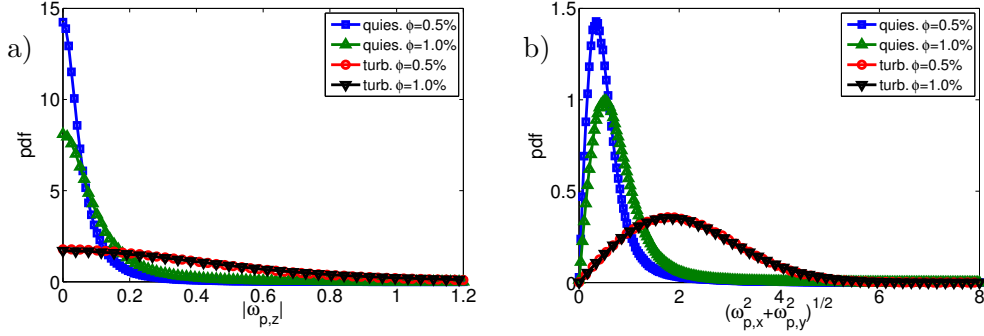 a)
pdf
15
10
5
0
0 0.2 0.4 0.6 0.8 1 1.2
|ω_{p,z}|
quies. ϕ=0.5%
quies. ϕ=1.0%
turb. ϕ=0.5%
turb. ϕ=1.0%
b)
pdf
1.5
1
0.5
0
0 2 4 6 8
(ω²_{p,x}+ω²_{p,y})^{1/2}
quies. ϕ=0.5%
quies. ϕ=1.0%
turb. ϕ=0.5%
turb. ϕ=1.0%